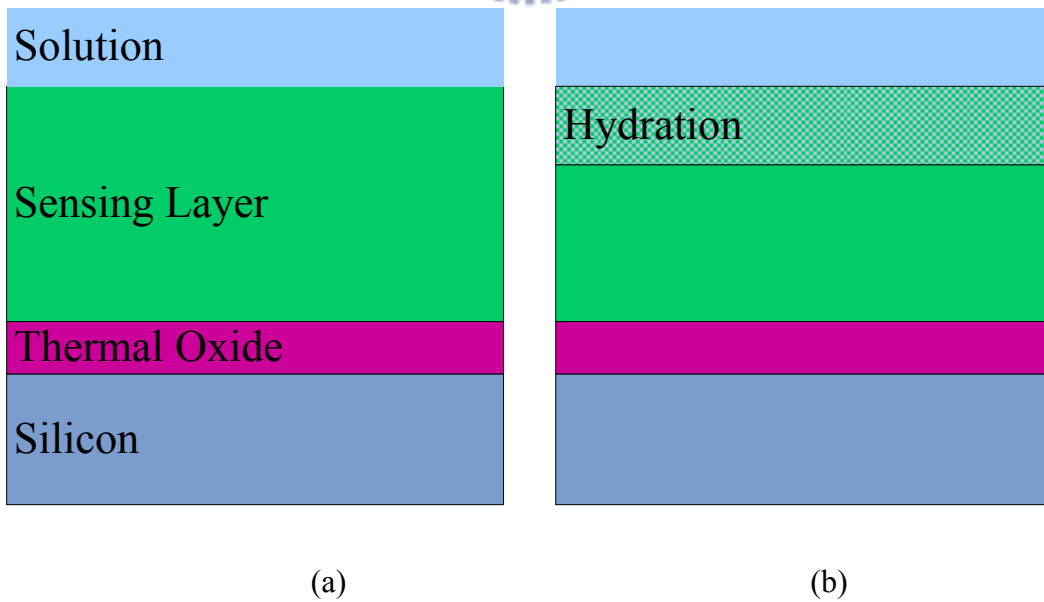 Solution
Hydration
Sensing Layer
Thermal Oxide
Silicon
(a)
(b)